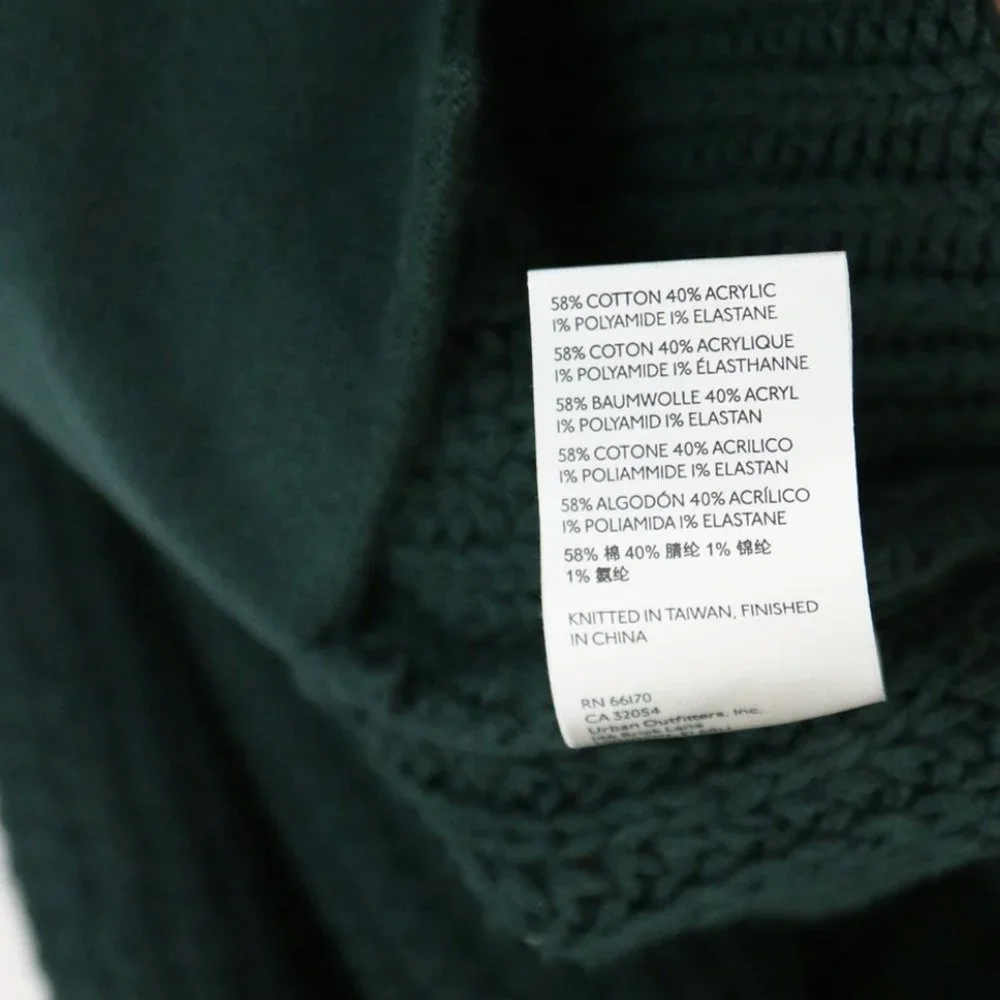 58% COTTON 40% ACRYLIC
1% POLYAMIDE 1% ELASTANE
58% COTON 40% ACRYLIQUE
1% POLYAMIDE 1% ÉLASTHANNE
58% BAUMWOLLE 40% ACRYL
1% POLYAMID 1% ELASTAN
58% COTONE 40% ACRILICO
1% POLIAMMIDE 1% ELASTAN
58% ALGODÓN 40% ACRÍLICO
1% POLIAMIDA 1% ELASTANE
58% 棉 40% 腈纶 1% 锦纶
1% 氨纶
KNITTED IN TAIWAN, FINISHED
IN CHINA
RN 66170
CA 32054
Urban Outfitters, Inc.
146 Brick Lane